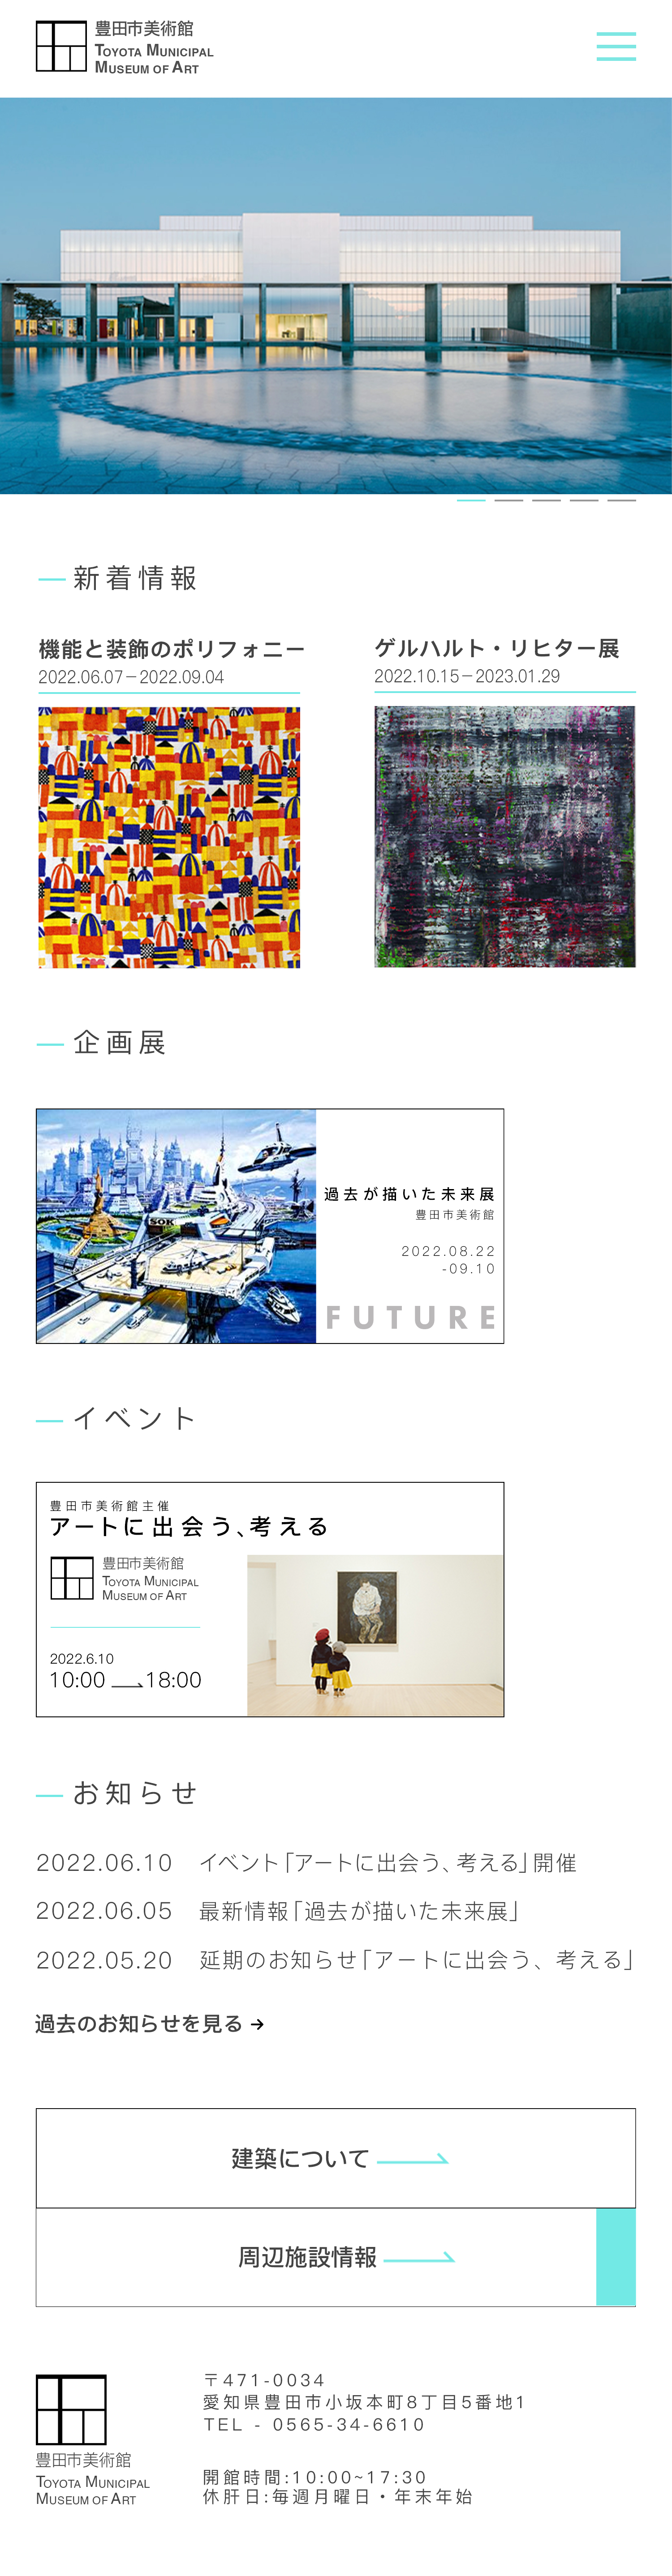 豊田市美術館
TOYOTA MUNICIPAL
MUSEUM OF ART
新着情報
機能と装飾のポリフォニー
2022.06.07－2022.09.04
ゲルハルト・リヒター展
2022.10.15－2023.01.29
企画展
SOK
過去が描いた未来展
豊田市美術館
2022.08.22
-09.10
FUTURE
イベント
豊田市美術館主催
アートに出会う、考える
豊田市美術館
TOYOTA MUNICIPAL
MUSEUM OF ART
2022.6.10
10:00 18:00
お知らせ
2022.06.10 イベント「アートに出会う、考える」開催
2022.06.05 最新情報「過去が描いた未来展」
2022.05.20 延期のお知らせ「アートに出会う、考える」
過去のお知らせを見る →
建築について
周辺施設情報
豊田市美術館
TOYOTA MUNICIPAL
MUSEUM OF ART
〒471-0034
愛知県豊田市小坂本町8丁目5番地1
TEL - 0565-34-6610
開館時間:10:00~17:30
休肝日:毎週月曜日・年末年始